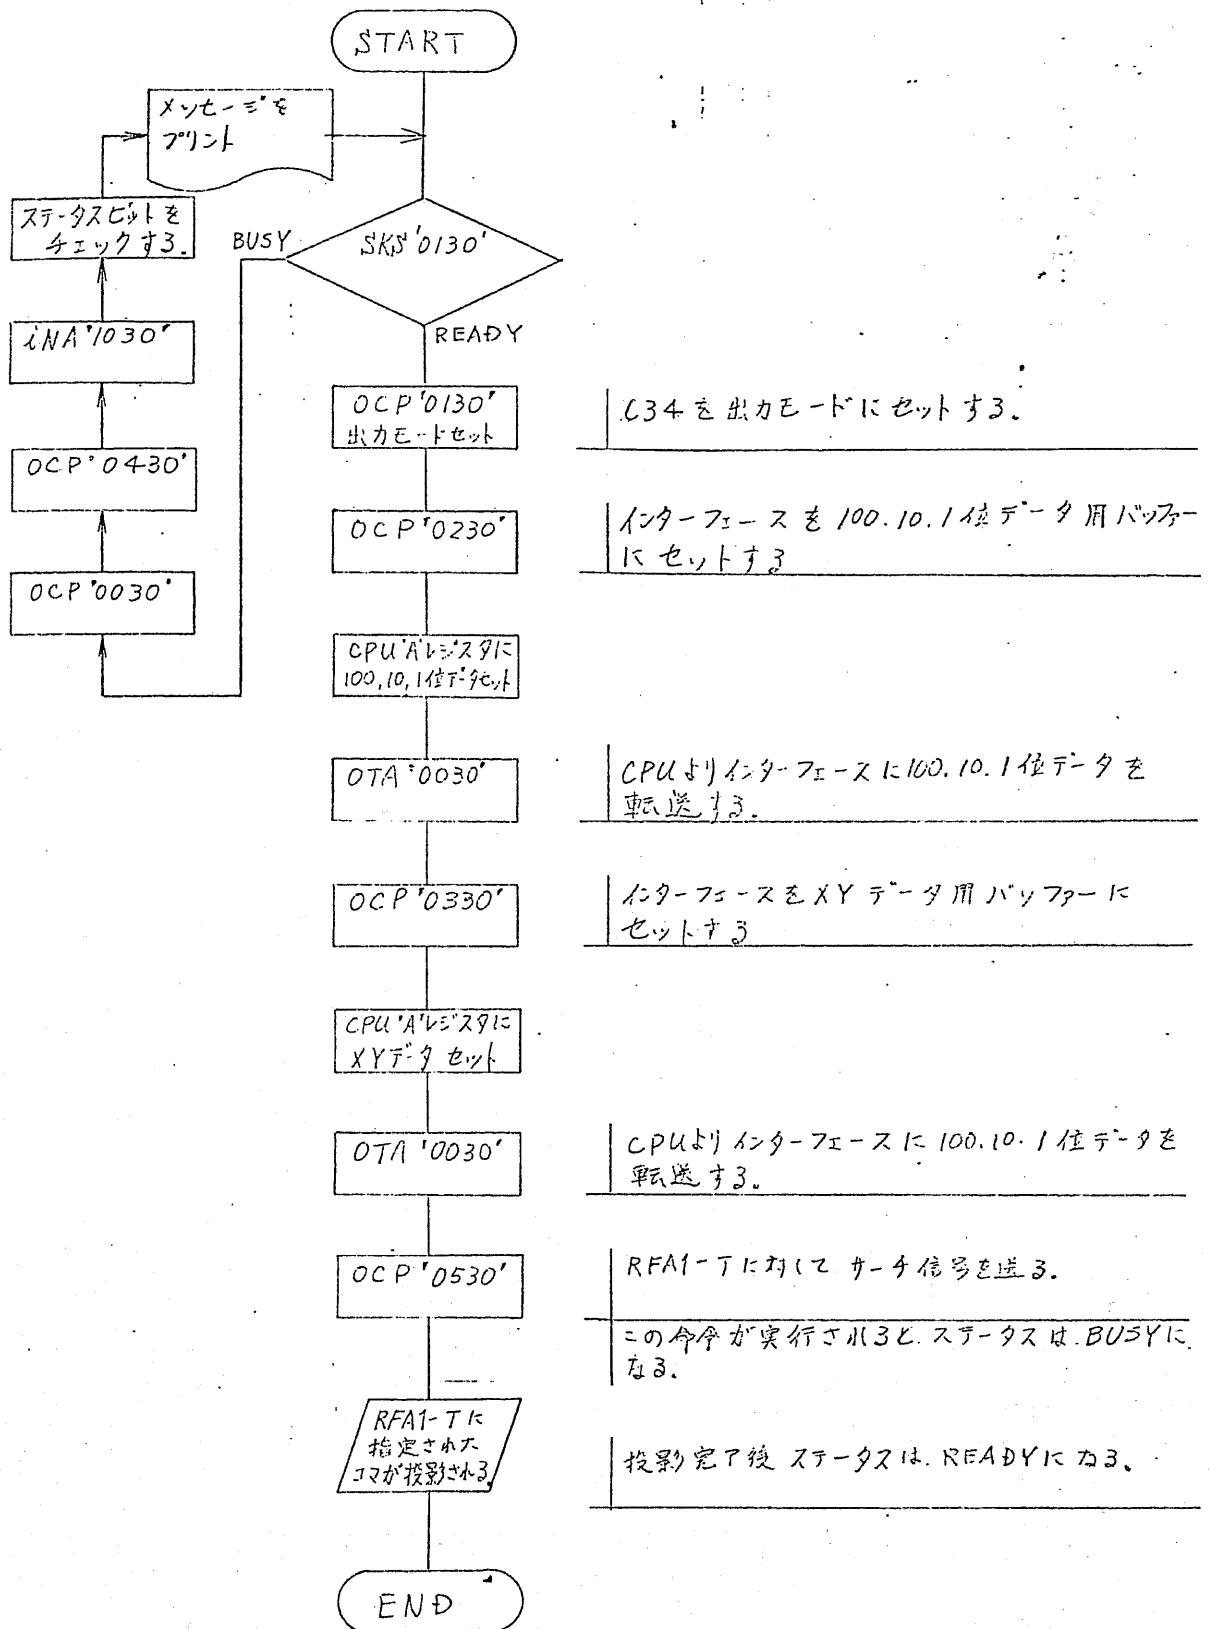 START
メッセージを
プリント
ステータスビットを
チェックする.
BUSY
SKS'0130'
iNA'1030'
READY
OCP'0130'
出力モードセット
C34を出力モードにセットする.
OCP'0430'
OCP'0230'
インターフェースを100.10.1位データ用バッファー
にセットする
OCP'0030'
CPU'A'レジスタに
100,10,1位データセット
OTA'0030'
CPUよりインターフェースに100.10.1位データを
転送する.
OCP'0330'
インターフェースをXYデータ用バッファーに
セットする
CPU'A'レジスタに
XYデータセット
OTA'0030'
CPUよりインターフェースに100.10.1位データを
転送する.
OCP'0530'
RFA1-Tに対してサーチ信号を送る.
この命令が実行されるとステータスは.BUSYに
なる.
RFA1-Tに
指定された
コマが投影される.
投影完了後 ステータスは.READYになる.
END